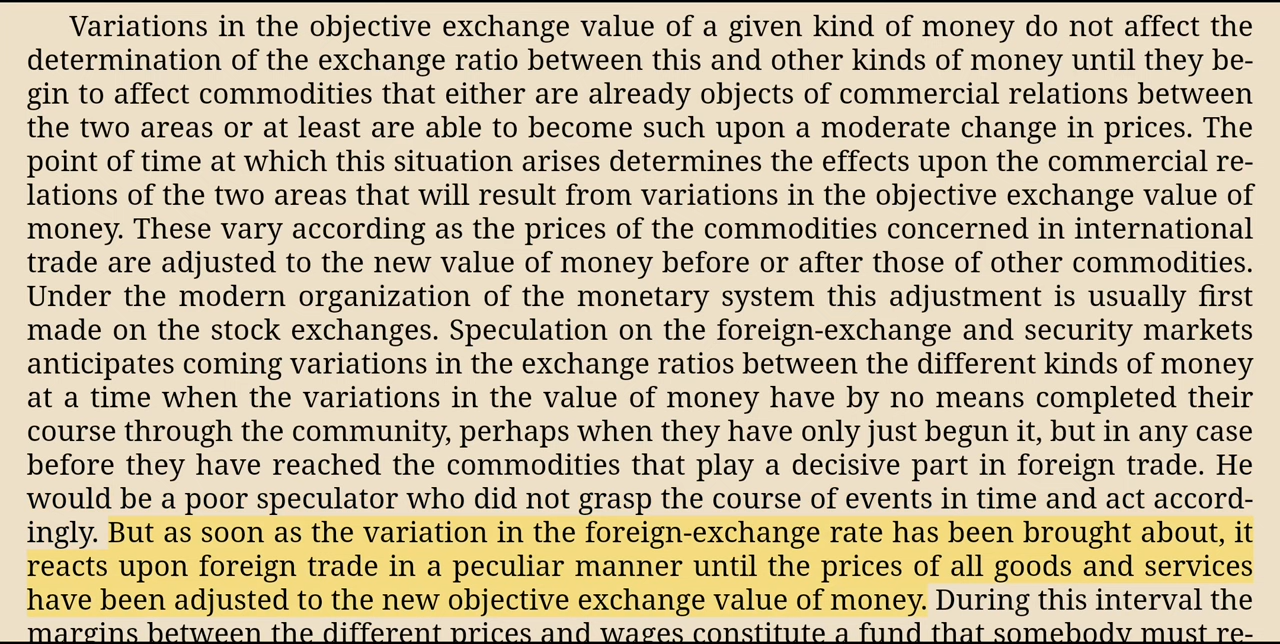 Variations in the objective exchange value of a given kind of money do not affect the
determination of the exchange ratio between this and other kinds of money until they be-
gin to affect commodities that either are already objects of commercial relations between
the two areas or at least are able to become such upon a moderate change in prices. The
point of time at which this situation arises determines the effects upon the commercial re-
lations of the two areas that will result from variations in the objective exchange value of
money. These vary according as the prices of the commodities concerned in international
trade are adjusted to the new value of money before or after those of other commodities.
Under the modern organization of the monetary system this adjustment is usually first
made on the stock exchanges. Speculation on the foreign-exchange and security markets
anticipates coming variations in the exchange ratios between the different kinds of money
at a time when the variations in the value of money have by no means completed their
course through the community, perhaps when they have only just begun it, but in any case
before they have reached the commodities that play a decisive part in foreign trade. He
would be a poor speculator who did not grasp the course of events in time and act accord-
ingly. But as soon as the variation in the foreign-exchange rate has been brought about, it
reacts upon foreign trade in a peculiar manner until the prices of all goods and services
have been adjusted to the new objective exchange value of money. During this interval the
margins between the different prices and wages constitute a fund that somebody must re-